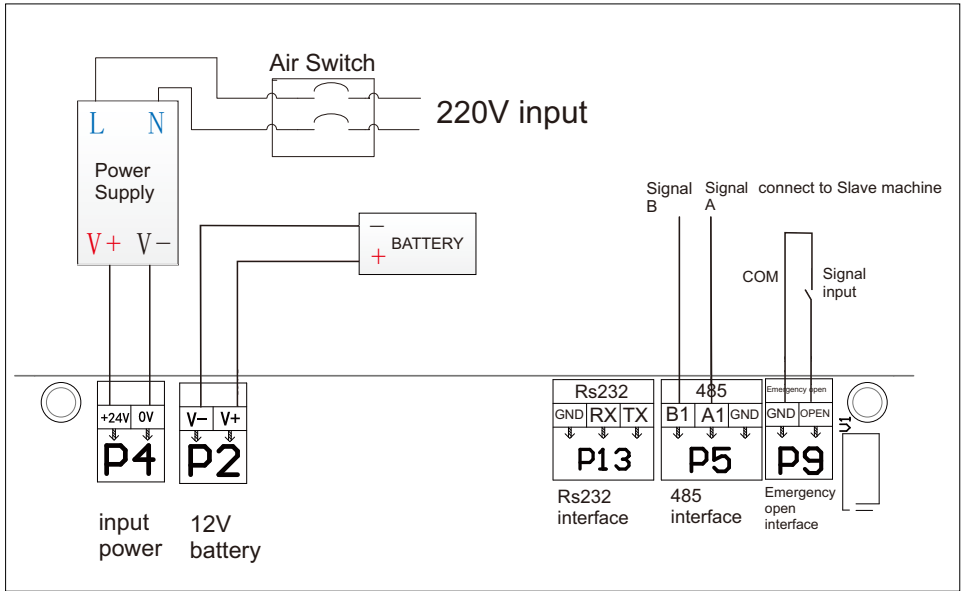 Air Switch
220V input
L N
Power
Supply
V+ V-
- BATTERY
+
Signal B
Signal A
connect to Slave machine
COM
Signal
input
+24V 0V
P4
input
power
V- V+
P2
12V
battery
Rs232
GND RX TX
P13
Rs232
interface
485
B1 A1 GND
P5
485
interface
Emergency open
GND OPEN
P9
Emergency
open
interface
V1